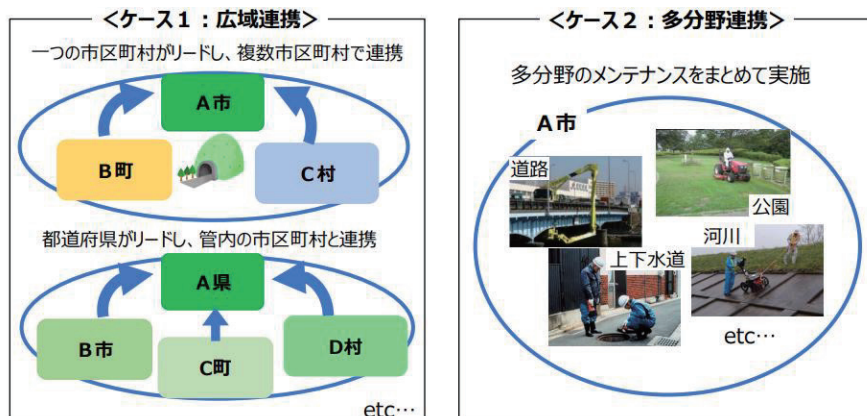 <ケース1：広域連携>
一つの市区町村がリードし、複数市区町村で連携
A市
B町
C村
都道府県がリードし、管内の市区町村と連携
A県
B市
C町
D村
etc…
<ケース2：多分野連携>
多分野のメンテナンスをまとめて実施
A市
道路
公園
河川
上下水道
etc…